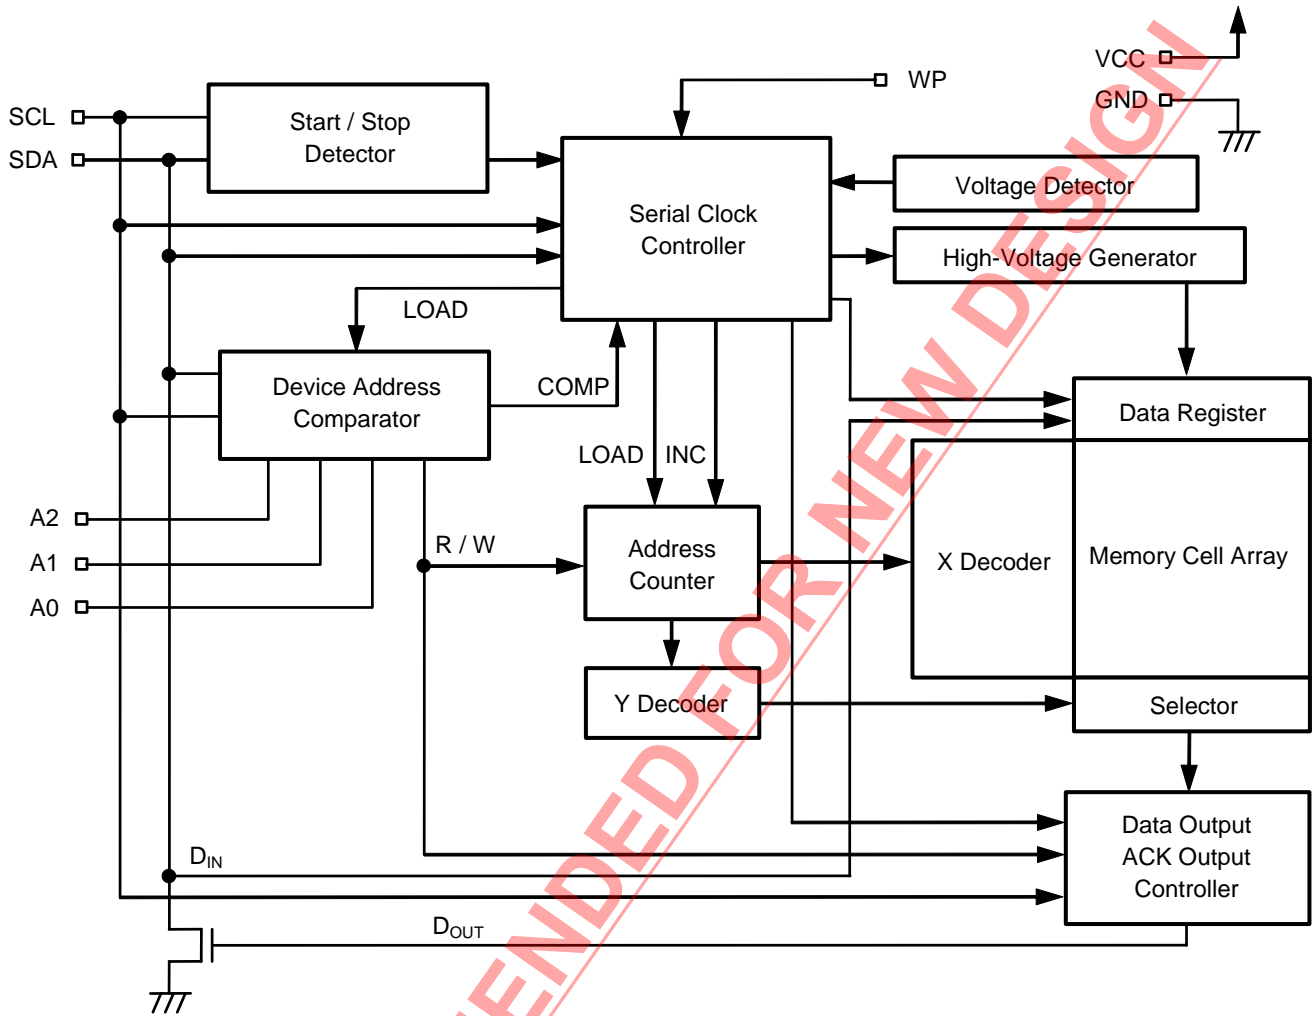 VCC
GND
WP
SCL
SDA
Start / Stop
Detector
Serial Clock
Controller
Voltage Detector
High-Voltage Generator
LOAD
Device Address
Comparator
COMP
Data Register
LOAD
INC
A2
A1
A0
R / W
Address
Counter
X Decoder
Memory Cell Array
Y Decoder
Selector
Data Output
ACK Output
Controller
DIN
DOUT
ENDED FOR NEW DESIGN